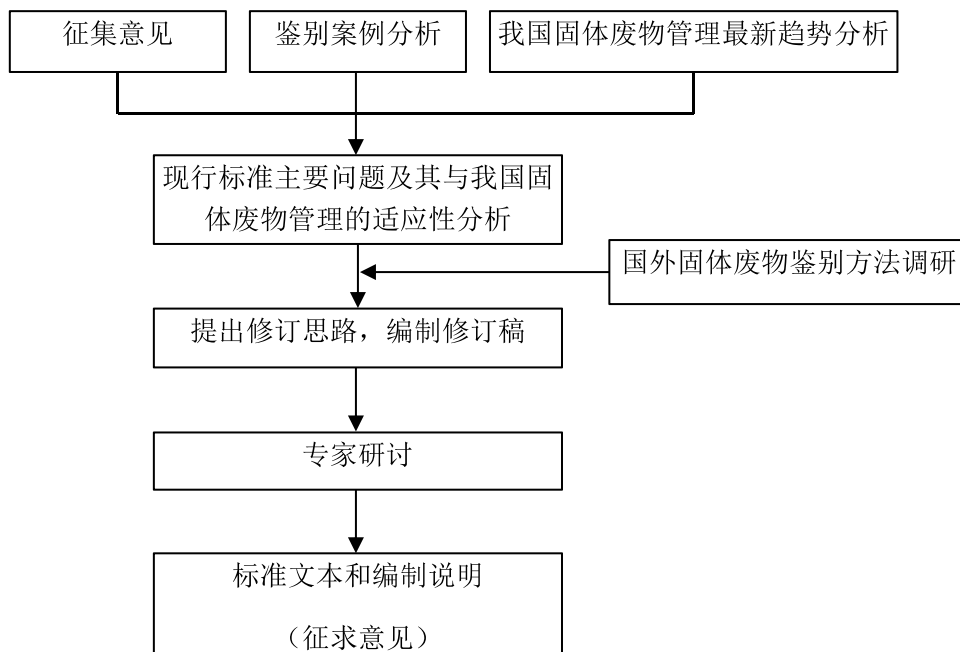 征集意见
鉴别案例分析
我国固体废物管理最新趋势分析
现行标准主要问题及其与我国固
体废物管理的适应性分析
国外固体废物鉴别方法调研
提出修订思路，编制修订稿
专家研讨
标准文本和编制说明
（征求意见）